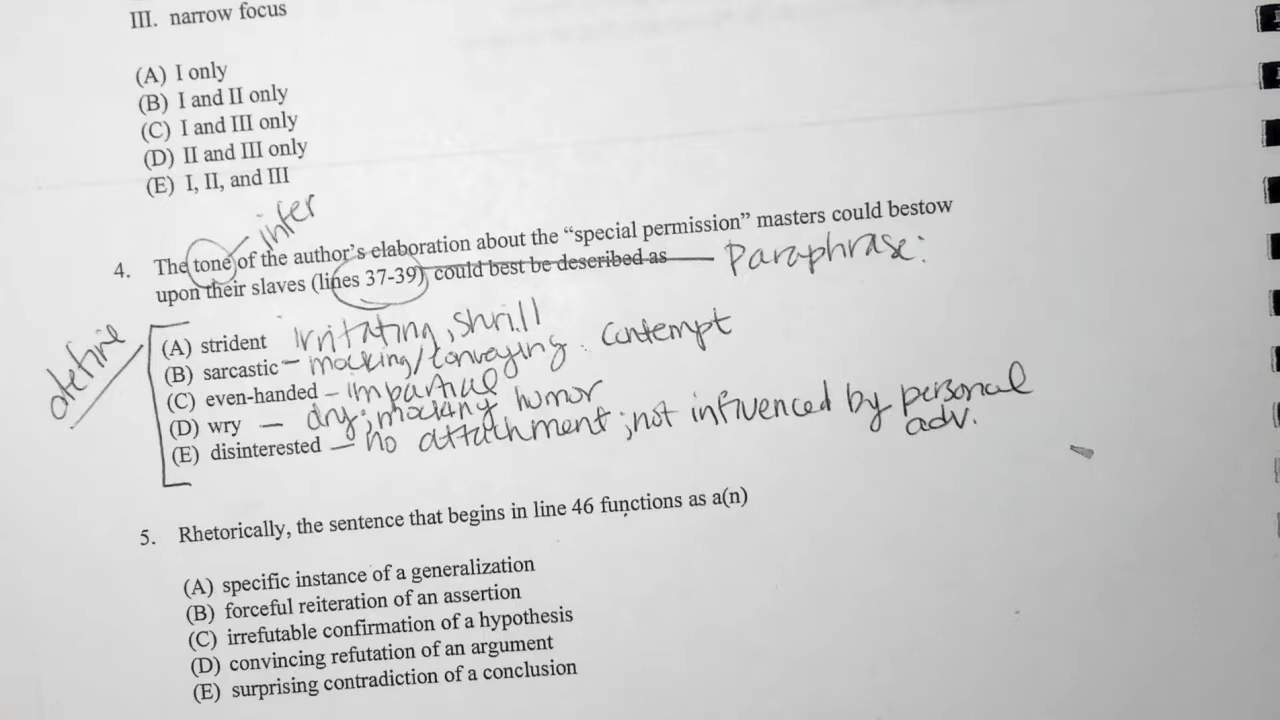 III. narrow focus
(A) I only
(B) I and II only
(C) I and III only
(D) II and III only
(E) I, II, and III
infer
4. The tone of the author's elaboration about the "special permission" masters could bestow
upon their slaves (lines 37-39) could best be described as Paraphrase:
define
(A) strident irritating, shrill
(B) sarcastic – mocking/conveying contempt
(C) even-handed – impartial
(D) wry — dry; mocking humor
(E) disinterested — no attachment; not influenced by personal
adv.
5. Rhetorically, the sentence that begins in line 46 functions as a(n)
(A) specific instance of a generalization
(B) forceful reiteration of an assertion
(C) irrefutable confirmation of a hypothesis
(D) convincing refutation of an argument
(E) surprising contradiction of a conclusion